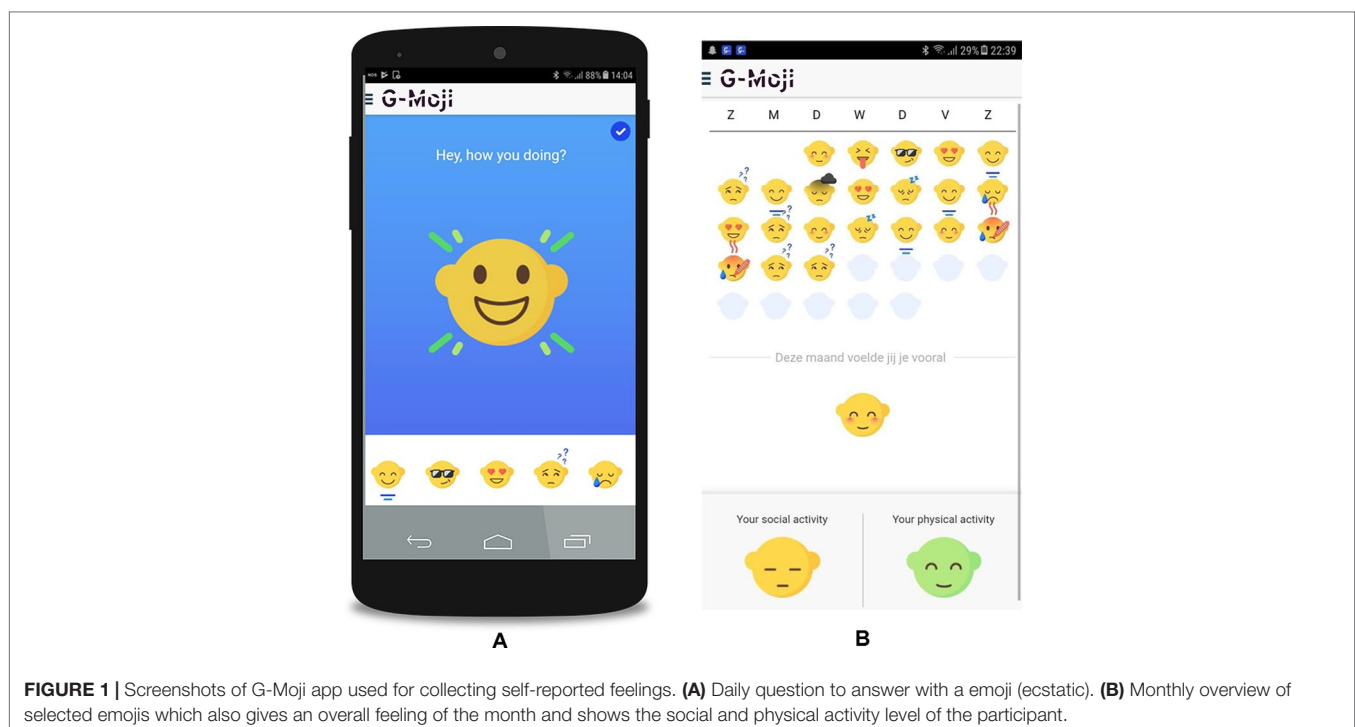 88% 14:04
G-Moji
Hey, how you doing?
A
29% 22:39
G-Moji
Z M D W D V Z
Deze maand voelde jij je vooral
Your social activity
Your physical activity
B
FIGURE 1 | Screenshots of G-Moji app used for collecting self-reported feelings. (A) Daily question to answer with a emoji (ecstatic). (B) Monthly overview of
selected emojis which also gives an overall feeling of the month and shows the social and physical activity level of the participant.